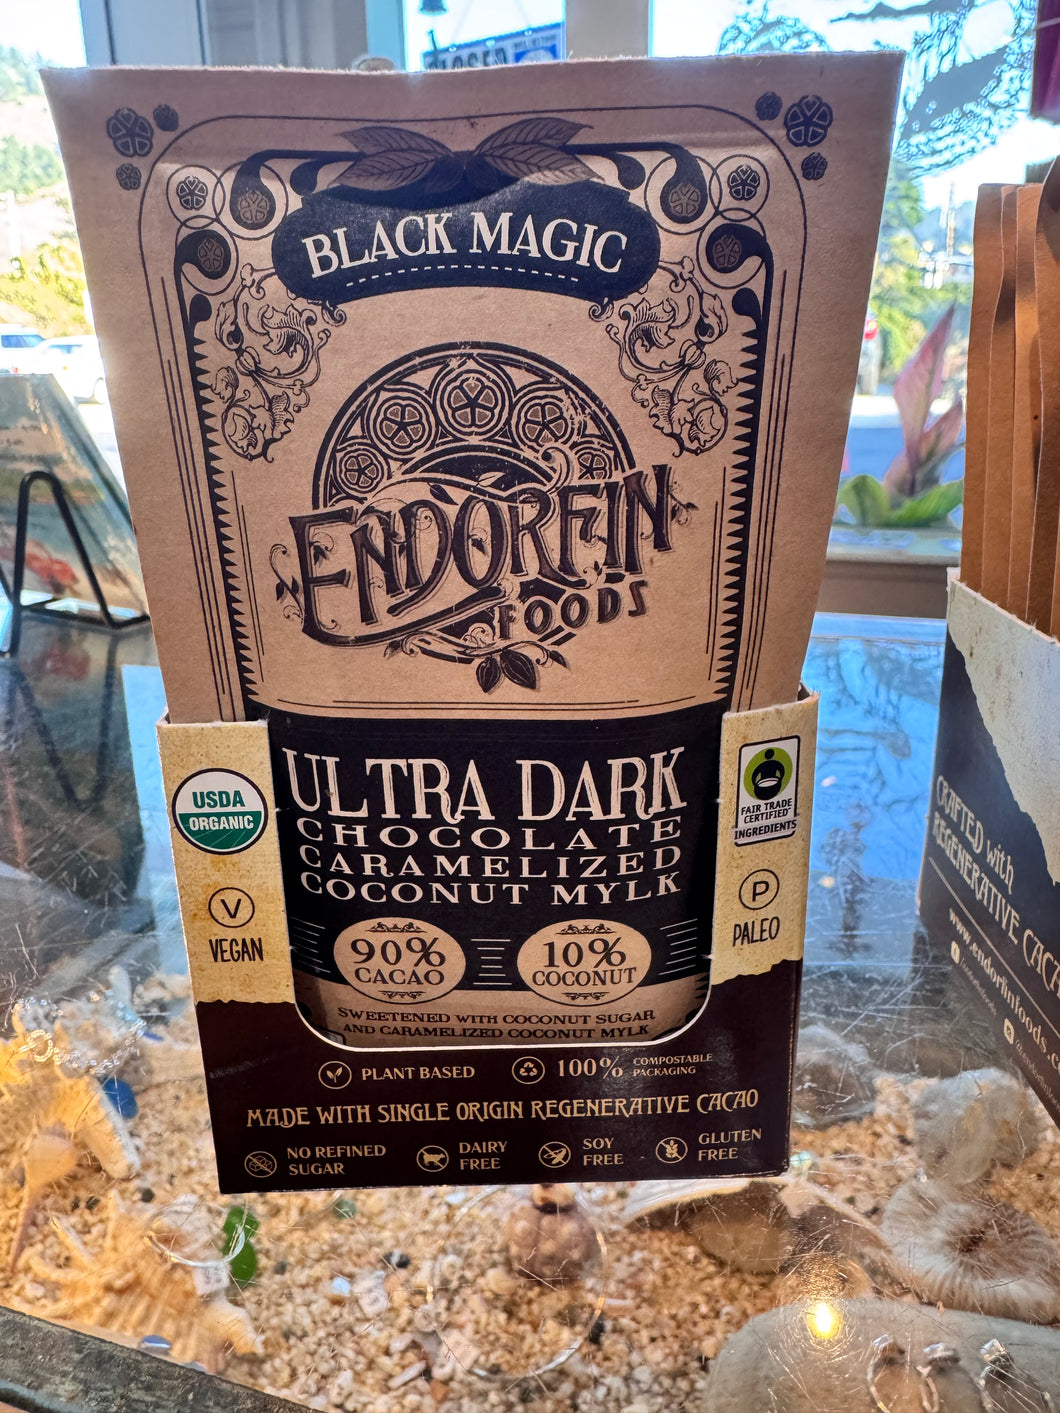 BLACK MAGIC
ENDORFIN
FOODS
ULTRA DARK
CHOCOLATE
CARAMELIZED
COCONUT MYLK
90%
CACAO
10%
COCONUT
SWEETENED WITH COCONUT SUGAR
AND CARAMELIZED COCONUT MYLK
USDA
ORGANIC
V
VEGAN
FAIR TRADE
CERTIFIED
INGREDIENTS
P
PALEO
PLANT BASED
100% COMPOSTABLE
PACKAGING
MADE WITH SINGLE ORIGIN REGENERATIVE CACAO
NO REFINED
SUGAR
DAIRY
FREE
SOY
FREE
GLUTEN
FREE
CRAFTED with
REGENERATIVE
www.endorfinfoods.